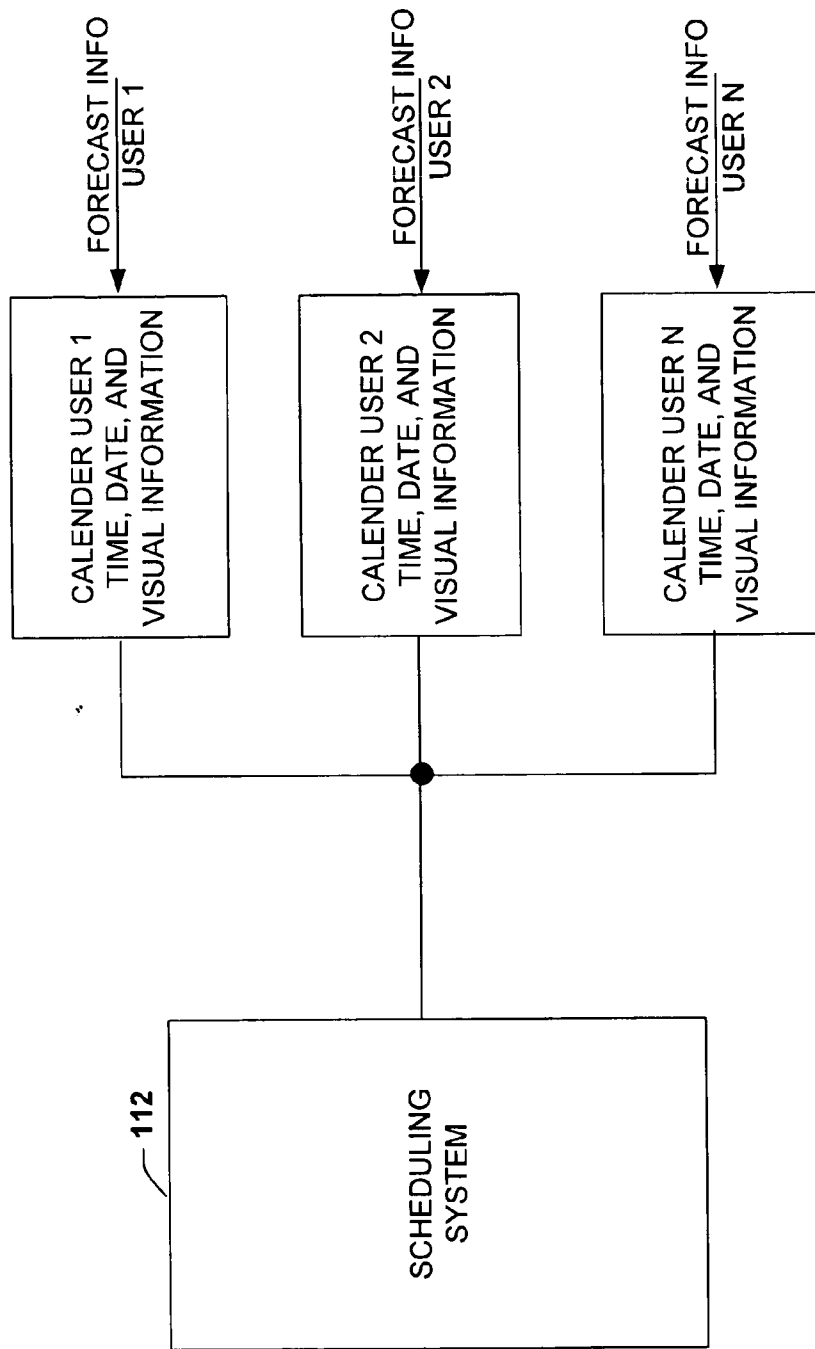 112
SCHEDULING
SYSTEM
CALENDER USER 1
TIME, DATE, AND
VISUAL INFORMATION
FORECAST INFO
USER 1
CALENDER USER 2
TIME, DATE, AND
VISUAL INFORMATION
FORECAST INFO
USER 2
CALENDER USER N
TIME, DATE, AND
VISUAL INFORMATION
FORECAST INFO
USER N